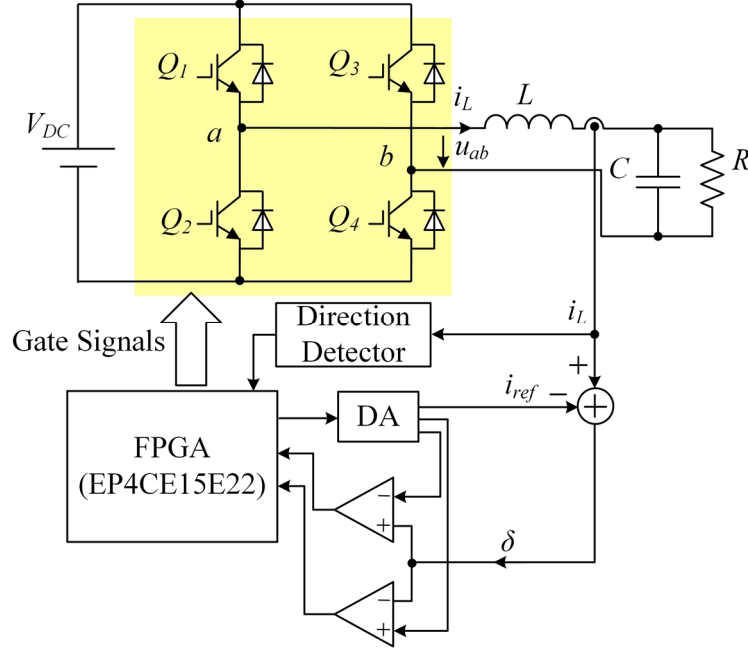 Q1
Q3
VDC
a
iL
L
b
uab
C
R
Q2
Q4
Gate Signals
Direction
Detector
iL
+
iref
−
+
DA
FPGA
(EP4CE15E22)
−
+
δ
−
+